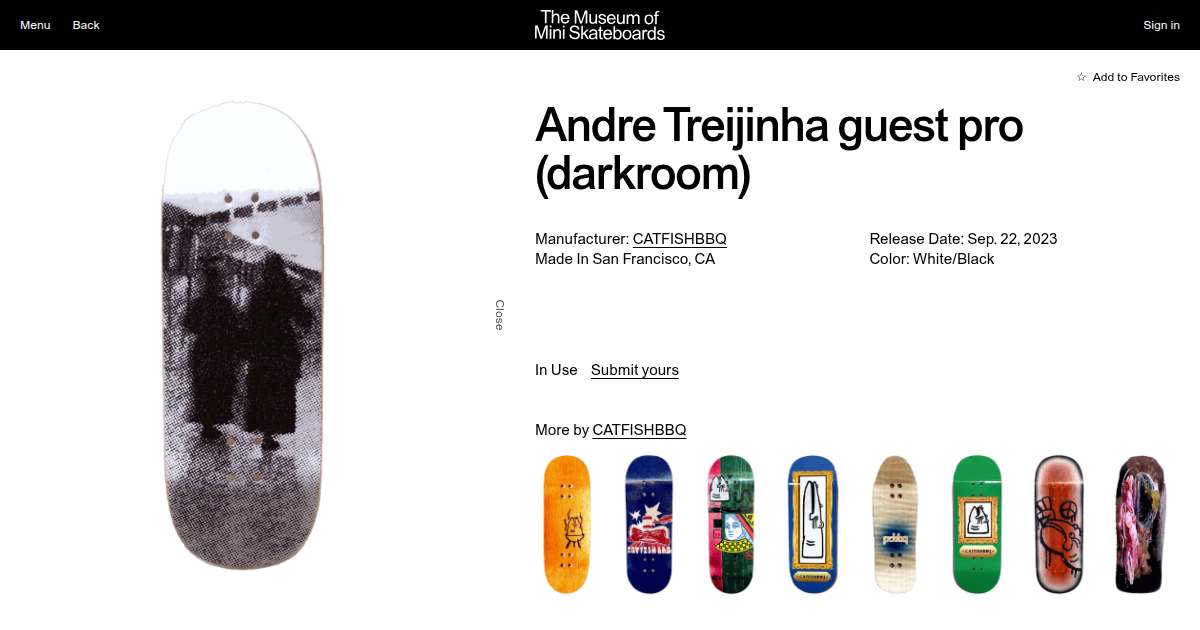 Menu
Back
The Museum of
Mini Skateboards
Sign in
☆ Add to Favorites
Andre Treijinha guest pro
(darkroom)
Manufacturer: CATFISHBBQ
Made In San Francisco, CA
Release Date: Sep. 22, 2023
Color: White/Black
Close
In Use
Submit yours
More by CATFISHBBQ
CATFISHBBQ
CATFISHBBQ